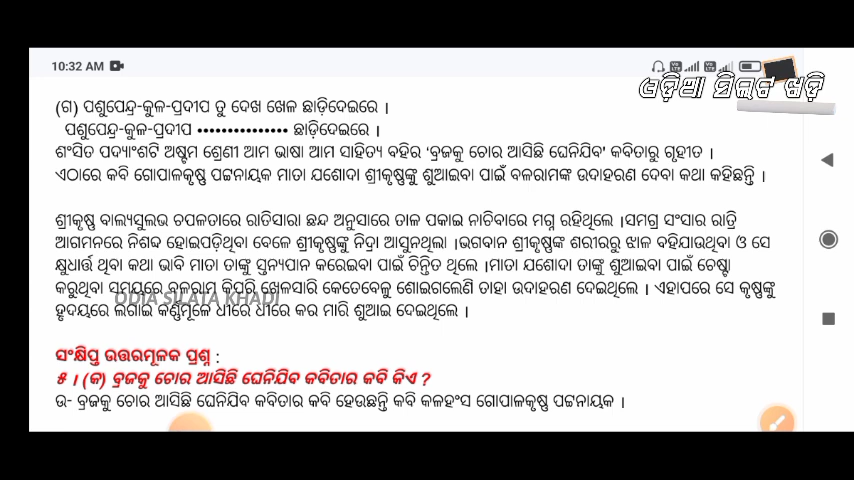 10:32 AM
ଓଡ଼ିଆ ସିଲଟ ଖଡ଼ି
(ଗ) ପଶୁପେନ୍ଦ୍ର-କୁଳ-ପ୍ରଦୀପ ତୁ ଦେଖ ଖେଳ ଛାଡ଼ିଦେଇରେ ।
ପଶୁପେନ୍ଦ୍ର-କୁଳ-ପ୍ରଦୀପ ••••••••••••••• ଛାଡ଼ିଦେଇରେ ।
ଶଂସିତ ପଦ୍ୟାଂଶଟି ଅଷ୍ଟମ ଶ୍ରେଣୀ ଆମ ଭାଷା ଆମ ସାହିତ୍ୟ ବହିର ‘ବ୍ରଜକୁ ଚୋର ଆସିଛି ଘେନିଯିବ’ କବିତାରୁ ଗୃହୀତ ।
ଏଠାରେ କବି ଗୋପାଳକୃଷ୍ଣ ପଟ୍ଟନାୟକ ମାତା ଯଶୋଦା ଶ୍ରୀକୃଷ୍ଣଙ୍କୁ ଶୁଆଇବା ପାଇଁ ବଳରାମଙ୍କ ଉଦାହରଣ ଦେବା କଥା କହିଛନ୍ତି ।
ଶ୍ରୀକୃଷ୍ଣ ବାଲ୍ୟସୁଲଭ ଚପଳତାରେ ରାତିସାରା ଛନ୍ଦ ଅନୁସାରେ ତାଳ ପକାଇ ନାଚିବାରେ ମଗ୍ନ ରହିଥିଲେ ।ସମଗ୍ର ସଂସାର ରାତ୍ରି
ଆଗମନରେ ନିଶବ୍ଦ ହୋଇପଡ଼ିଥିବା ବେଳେ ଶ୍ରୀକୃଷ୍ଣଙ୍କୁ ନିଦ୍ରା ଆସୁନଥିଲା ।ଭଗବାନ ଶ୍ରୀକୃଷ୍ଣଙ୍କ ଶରୀରରୁ ଝାଳ ବହିଯାଉଥିବା ଓ ସେ
କ୍ଷୁଧାର୍ତ୍ତ ଥିବା କଥା ଭାବି ମାତା ତାଙ୍କୁ ସ୍ତନ୍ୟପାନ କରେଇବା ପାଇଁ ଚିନ୍ତିତ ଥିଲେ ।ମାତା ଯଶୋଦା ତାଙ୍କୁ ଶୁଆଇବା ପାଇଁ ଚେଷ୍ଟା
କରୁଥିବା ସମୟରେ ବଳରାମ କିପରି ଖେଳସାରି କେତେବେଳୁ ଶୋଇଗଲେଣି ତାହା ଉଦାହରଣ ଦେଇଥିଲେ । ଏହାପରେ ସେ କୃଷ୍ଣଙ୍କୁ
ODIA SILATA KHADI
ହୃଦୟରେ ଲଗାଇ କର୍ଣ୍ଣମୂଳେ ଧୀରେ ଧୀରେ କର ମାରି ଶୁଆଇ ଦେଇଥିଲେ ।
ସଂକ୍ଷିପ୍ତ ଉତ୍ତରମୂଳକ ପ୍ରଶ୍ନ :
୫ । (କ) ବ୍ରଜକୁ ଚୋର ଆସିଛି ଘେନିଯିବ କବିତାର କବି କିଏ ?
ଉ- ବ୍ରଜକୁ ଚୋର ଆସିଛି ଘେନିଯିବ କବିତାର କବି ହେଉଛନ୍ତି କବି କଳହଂସ ଗୋପାଳକୃଷ୍ଣ ପଟ୍ଟନାୟକ ।